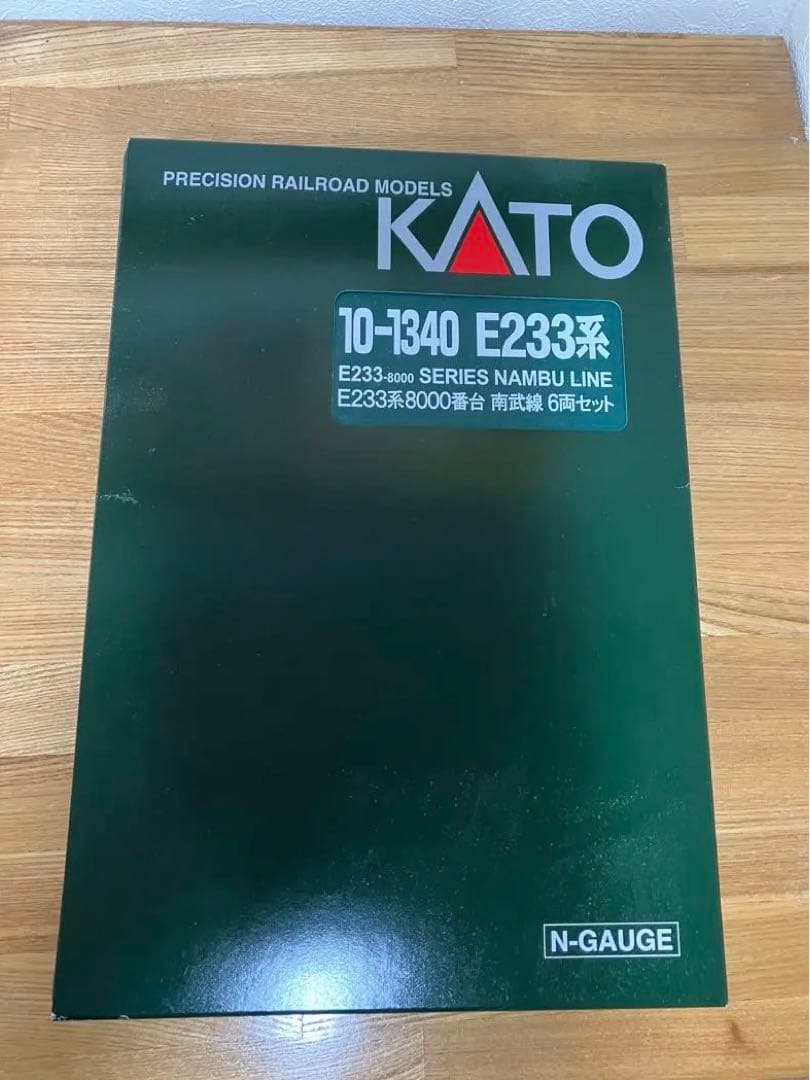 PRECISION RAILROAD MODELS
KATO
10-1340 E233系
E233-8000 SERIES NAMBU LINE
E233系8000番台 南武線 6両セット
N-GAUGE